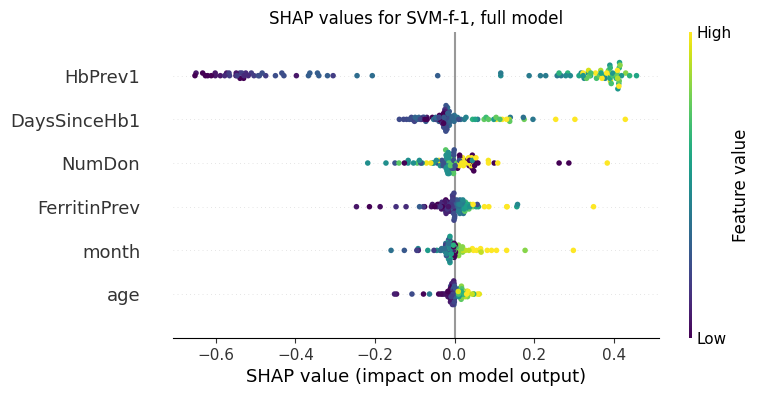 SHAP values for SVM-f-1, full model
High
HbPrev1
DaysSinceHb1
NumDon
FerritinPrev
month
age
Feature value
Low
−0.6 −0.4 −0.2 0.0 0.2 0.4
SHAP value (impact on model output)